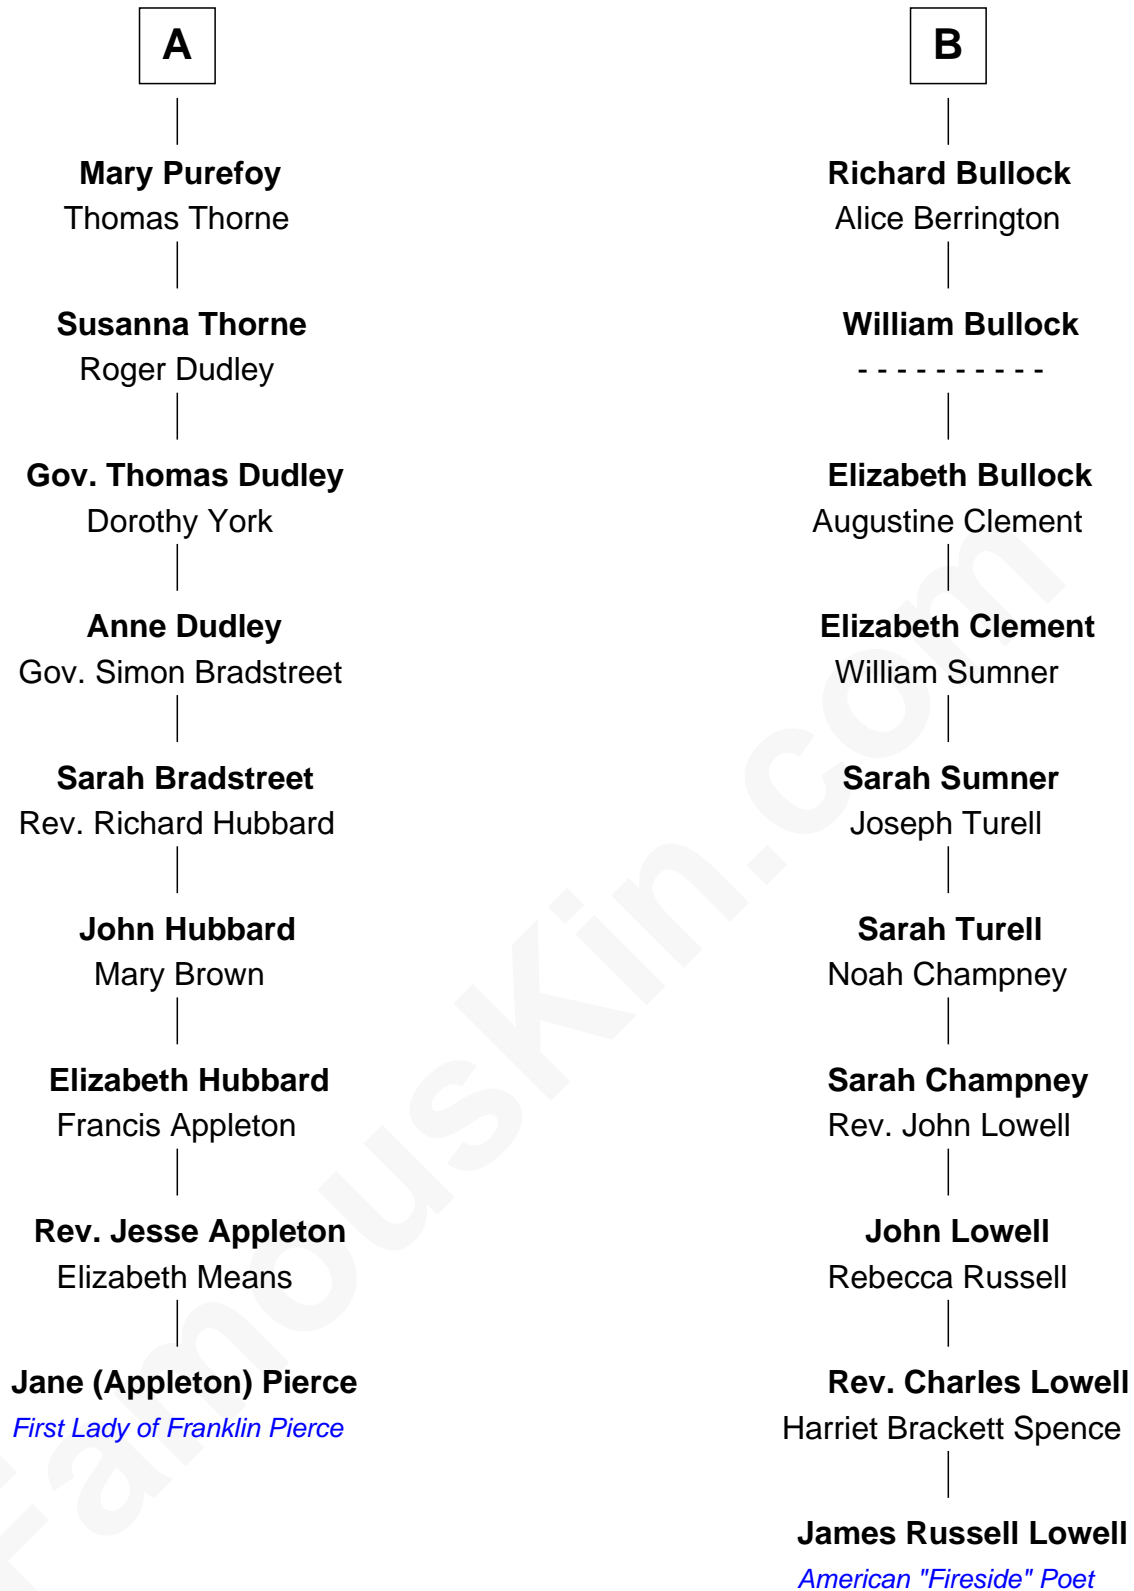 A
Mary Purefoy
Thomas Thorne
Susanna Thorne
Roger Dudley
Gov. Thomas Dudley
Dorothy York
Anne Dudley
Gov. Simon Bradstreet
Sarah Bradstreet
Rev. Richard Hubbard
John Hubbard
Mary Brown
Elizabeth Hubbard
Francis Appleton
Rev. Jesse Appleton
Elizabeth Means
Jane (Appleton) Pierce
First Lady of Franklin Pierce
B
Richard Bullock
Alice Berrington
William Bullock
- - - - - - - - - -
Elizabeth Bullock
Augustine Clement
Elizabeth Clement
William Sumner
Sarah Sumner
Joseph Turell
Sarah Turell
Noah Champney
Sarah Champney
Rev. John Lowell
John Lowell
Rebecca Russell
Rev. Charles Lowell
Harriet Brackett Spence
James Russell Lowell
American "Fireside" Poet
FamousKin.com